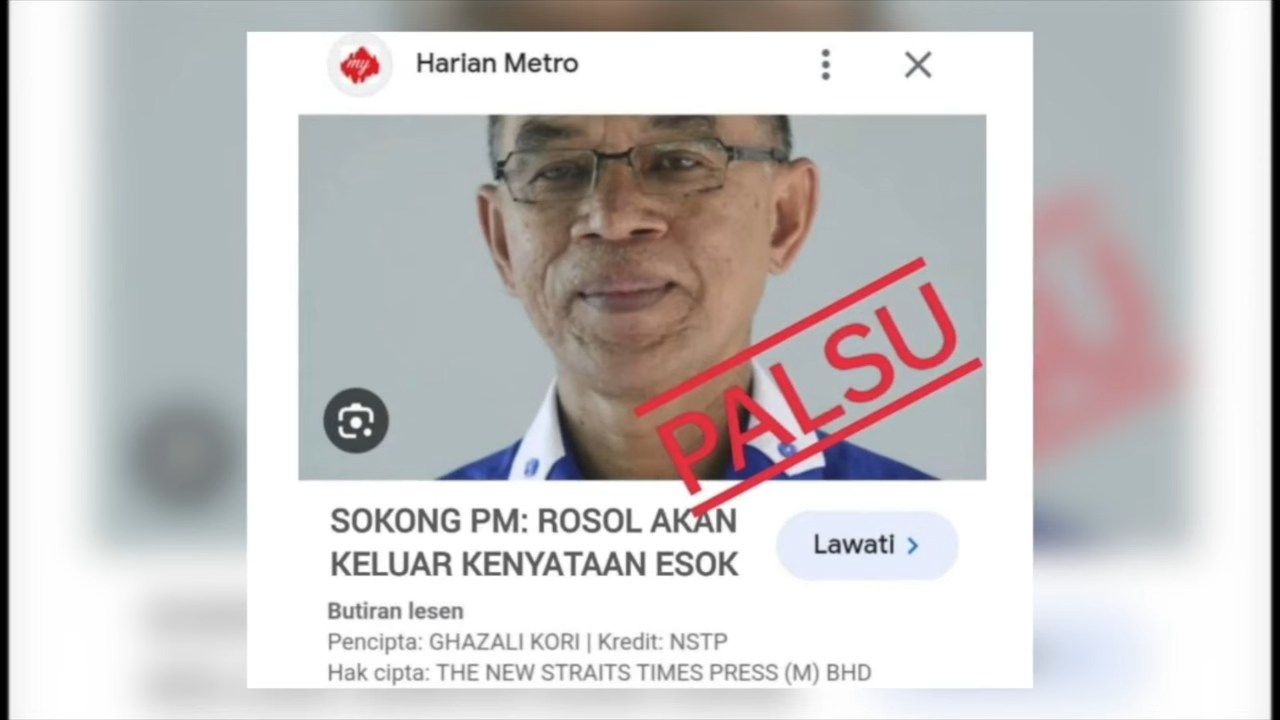 my
Harian Metro
PALSU
SOKONG PM: ROSOL AKAN
KELUAR KENYATAAN ESOK
Lawati
Butiran lesen
Pencipta: GHAZALI KORI | Kredit: NSTP
Hak cipta: THE NEW STRAITS TIMES PRESS (M) BHD